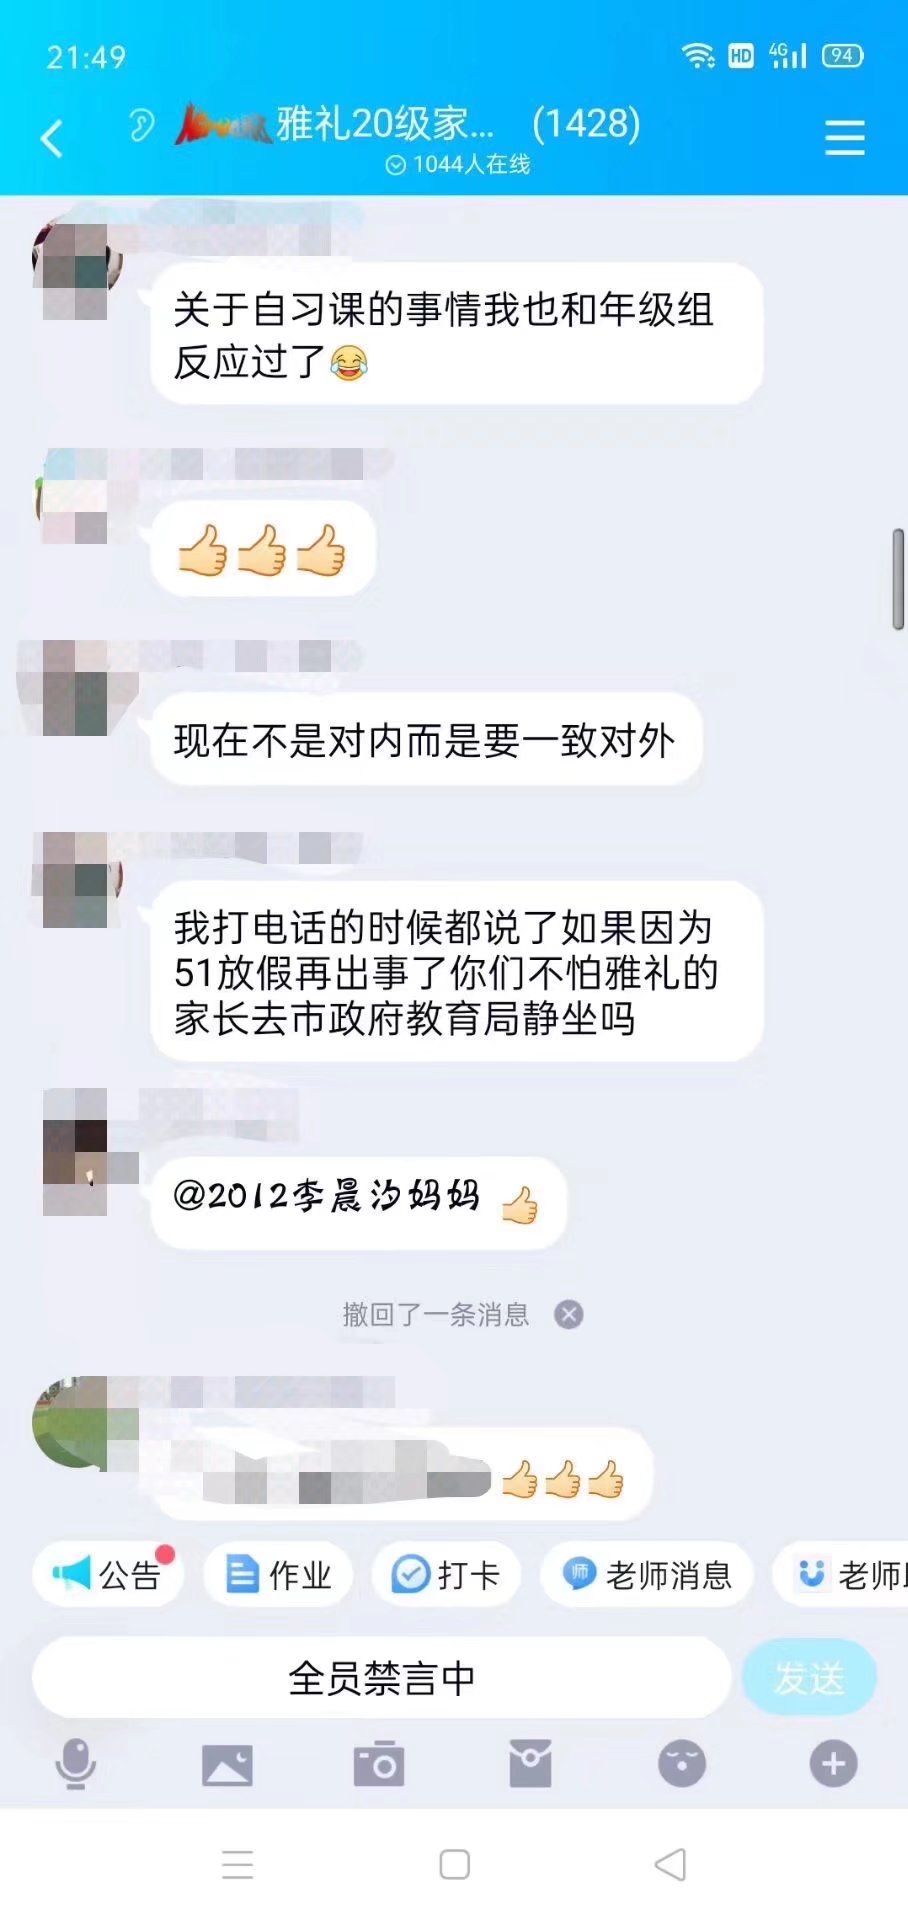 21:49
HD 4G 94
雅礼20级家... (1428)
1044人在线
关于自习课的事情我也和年级组
反应过了😂
👍👍👍
现在不是对内而是要一致对外
我打电话的时候都说了如果因为
51放假再出事了你们不怕雅礼的
家长去市政府教育局静坐吗
@2012李晨汐妈妈 👍
撤回了一条消息
👍👍👍
公告 作业 打卡 师 老师消息 老师
全员禁言中 发送